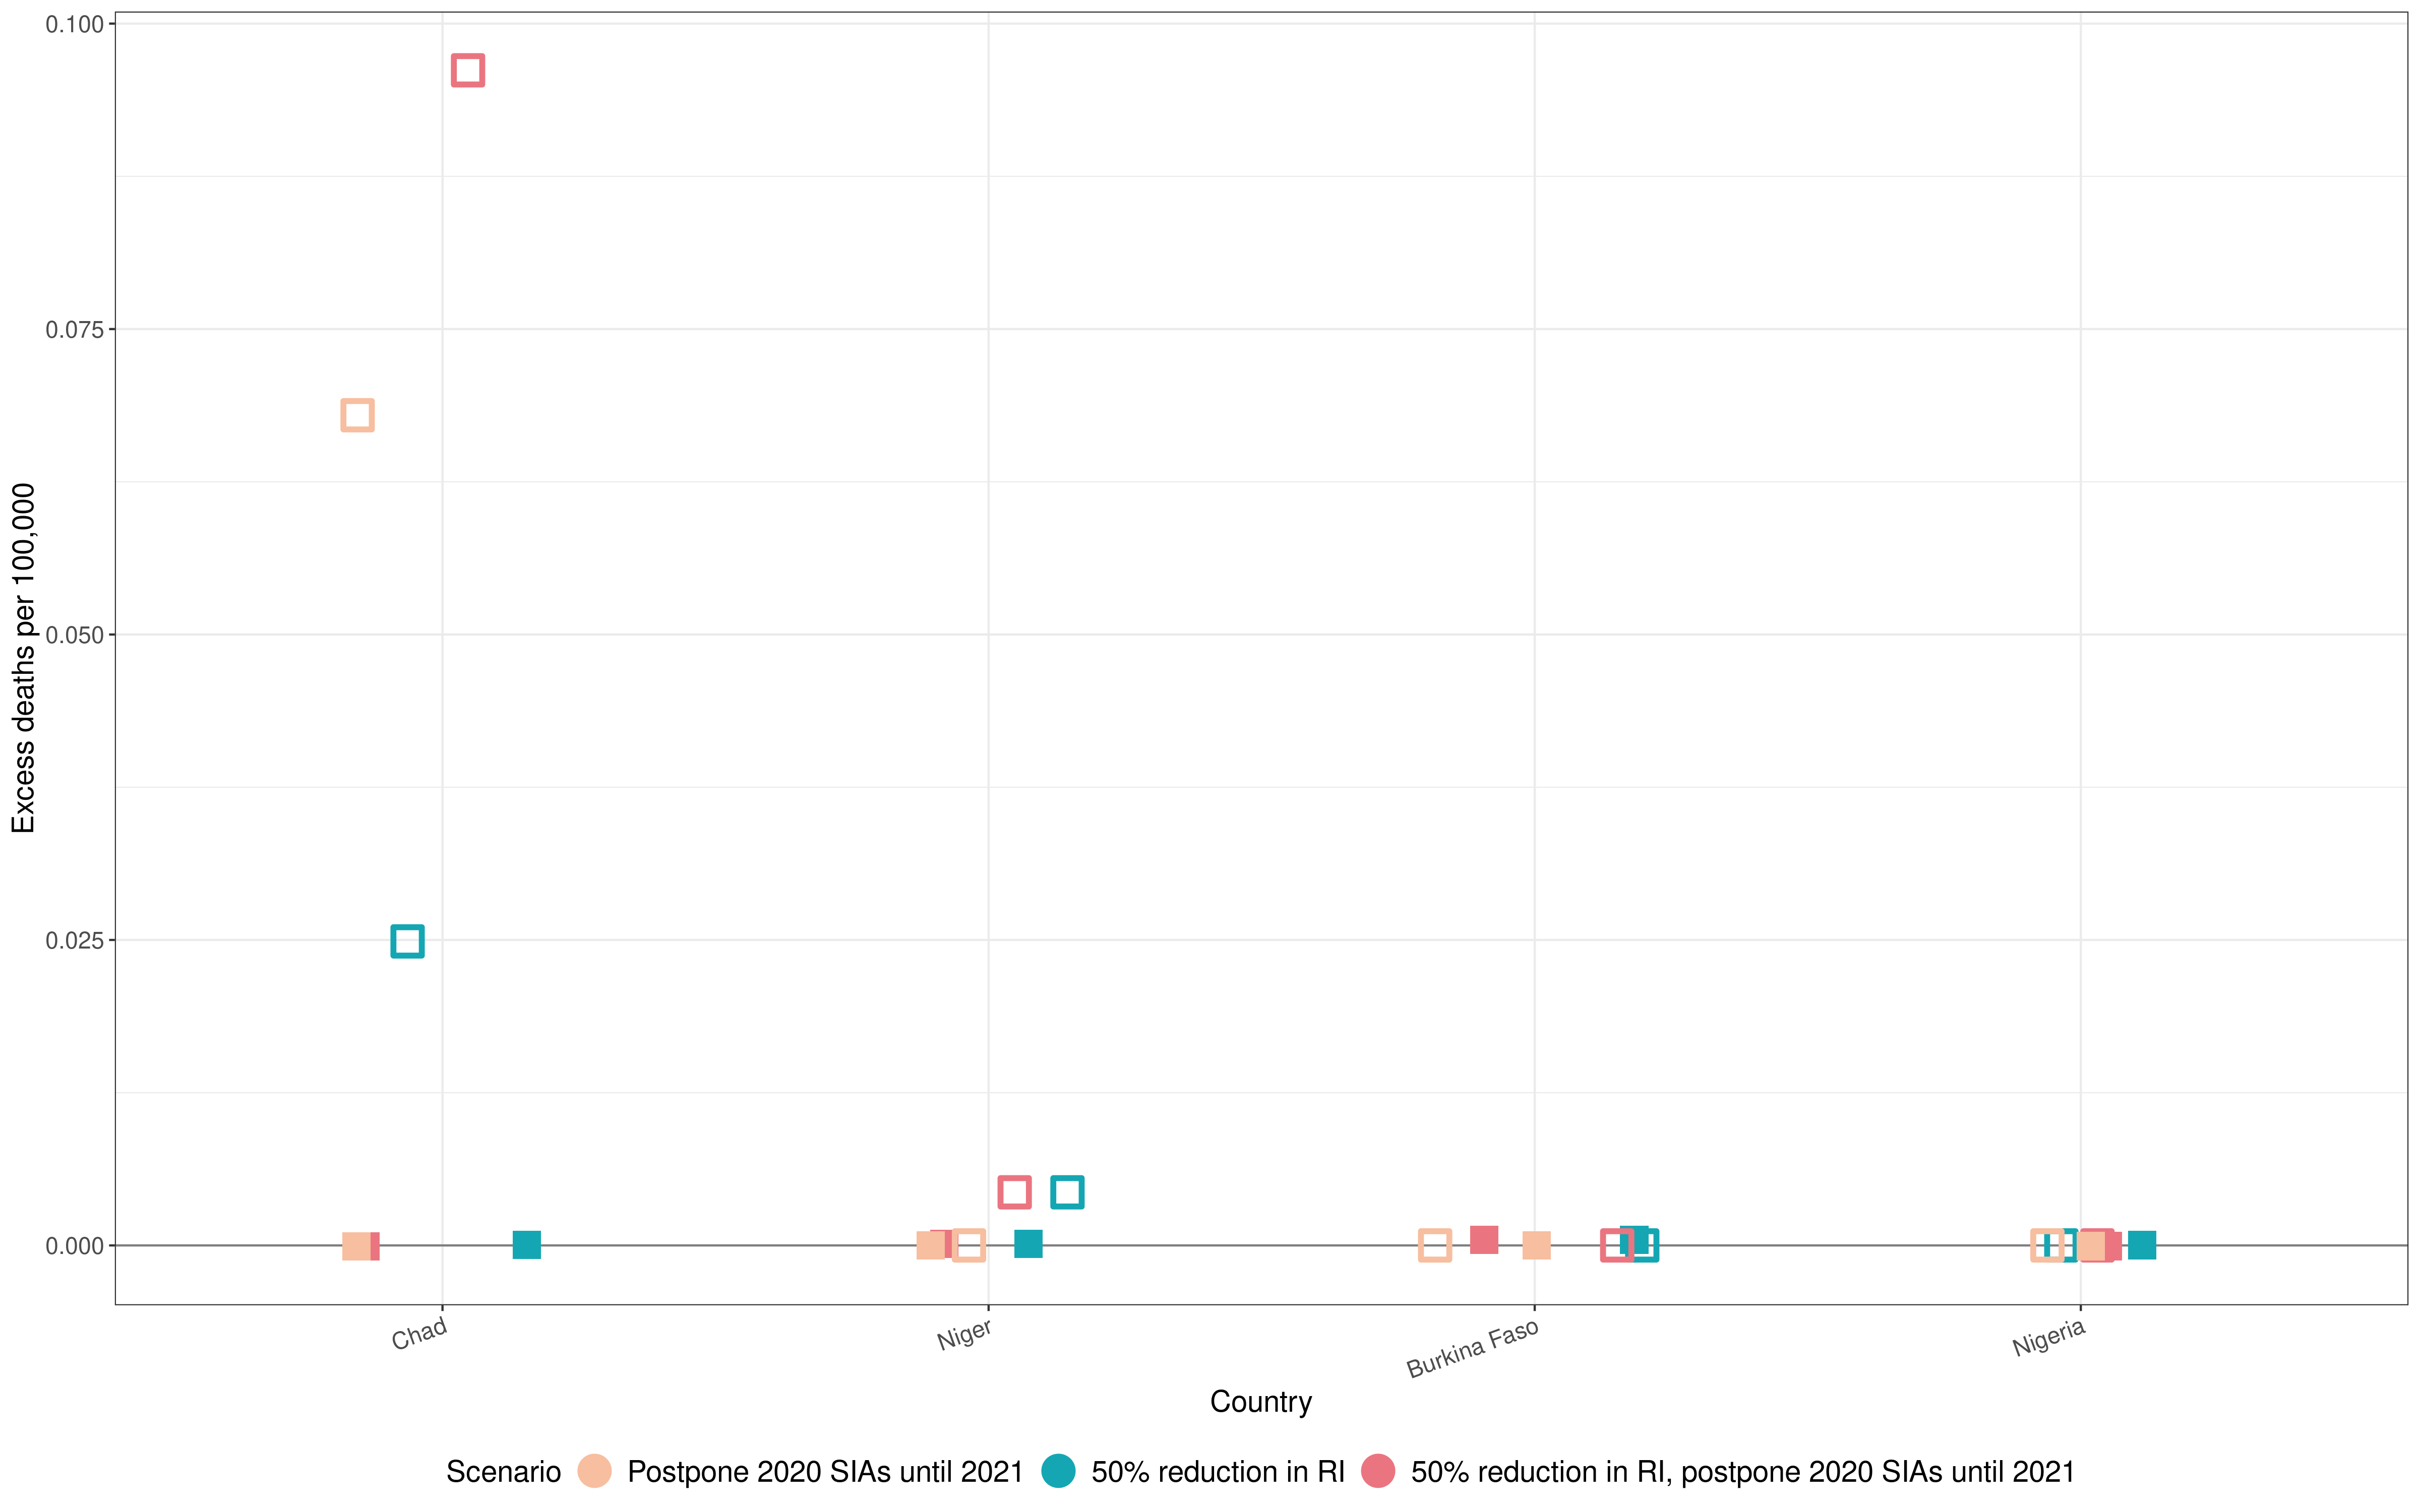 Excess deaths per 100,000
0.100
0.075
0.050
0.025
0.000
Chad
Niger
Burkina Faso
Nigeria
Country
Scenario Postpone 2020 SIAs until 2021 50% reduction in RI 50% reduction in RI, postpone 2020 SIAs until 2021